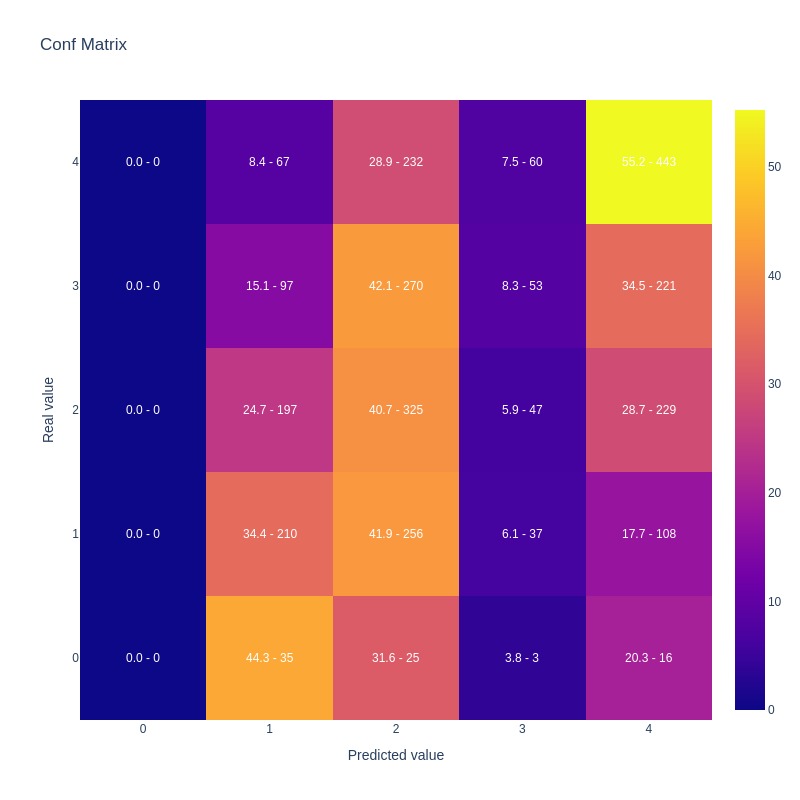 Conf Matrix
4 0.0 - 0 8.4 - 67 28.9 - 232 7.5 - 60 55.2 - 443
3 0.0 - 0 15.1 - 97 42.1 - 270 8.3 - 53 34.5 - 221
2 0.0 - 0 24.7 - 197 40.7 - 325 5.9 - 47 28.7 - 229
1 0.0 - 0 34.4 - 210 41.9 - 256 6.1 - 37 17.7 - 108
0 0.0 - 0 44.3 - 35 31.6 - 25 3.8 - 3 20.3 - 16
0 1 2 3 4
Predicted value
Real value
50
40
30
20
10
0